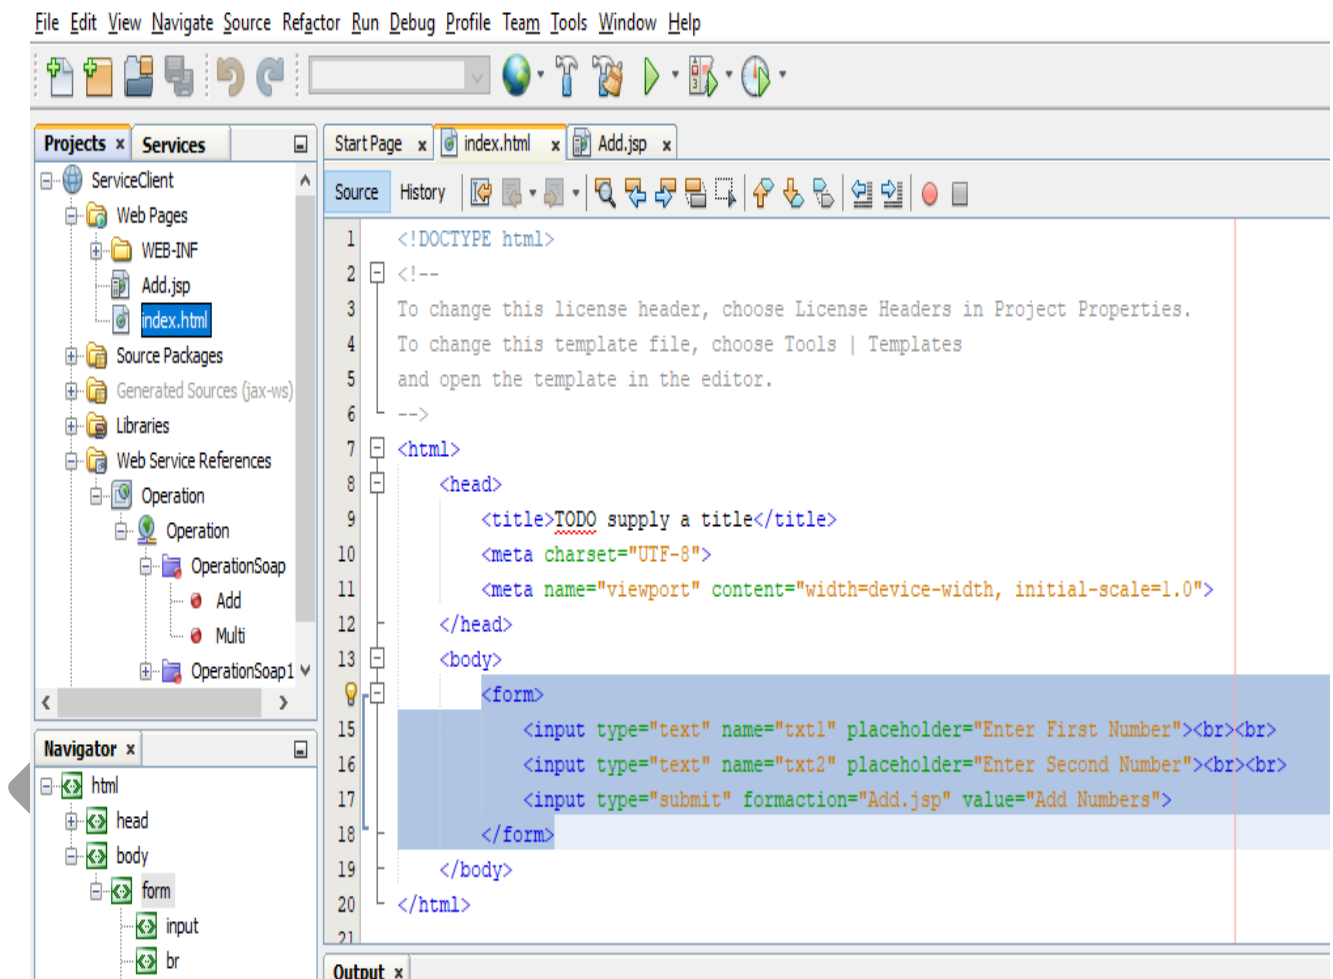 File Edit View Navigate Source Refactor Run Debug Profile Team Tools Window Help
Projects x Services
ServiceClient
Web Pages
WEB-INF
Add.jsp
index.html
Source Packages
Generated Sources (jax-ws)
Libraries
Web Service References
Operation
Operation
OperationSoap
Add
Multi
OperationSoap1
Navigator x
html
head
body
form
input
br
Start Page x index.html x Add.jsp x
Source History
1 <!DOCTYPE html>
2 <!--
3 To change this license header, choose License Headers in Project Properties.
4 To change this template file, choose Tools | Templates
5 and open the template in the editor.
6 -->
7 <html>
8 <head>
9 <title>TODO supply a title</title>
10 <meta charset="UTF-8">
11 <meta name="viewport" content="width=device-width, initial-scale=1.0">
12 </head>
13 <body>
<form>
15 <input type="text" name="txt1" placeholder="Enter First Number"><br><br>
16 <input type="text" name="txt2" placeholder="Enter Second Number"><br><br>
17 <input type="submit" formaction="Add.jsp" value="Add Numbers">
18 </form>
19 </body>
20 </html>
21
Output x